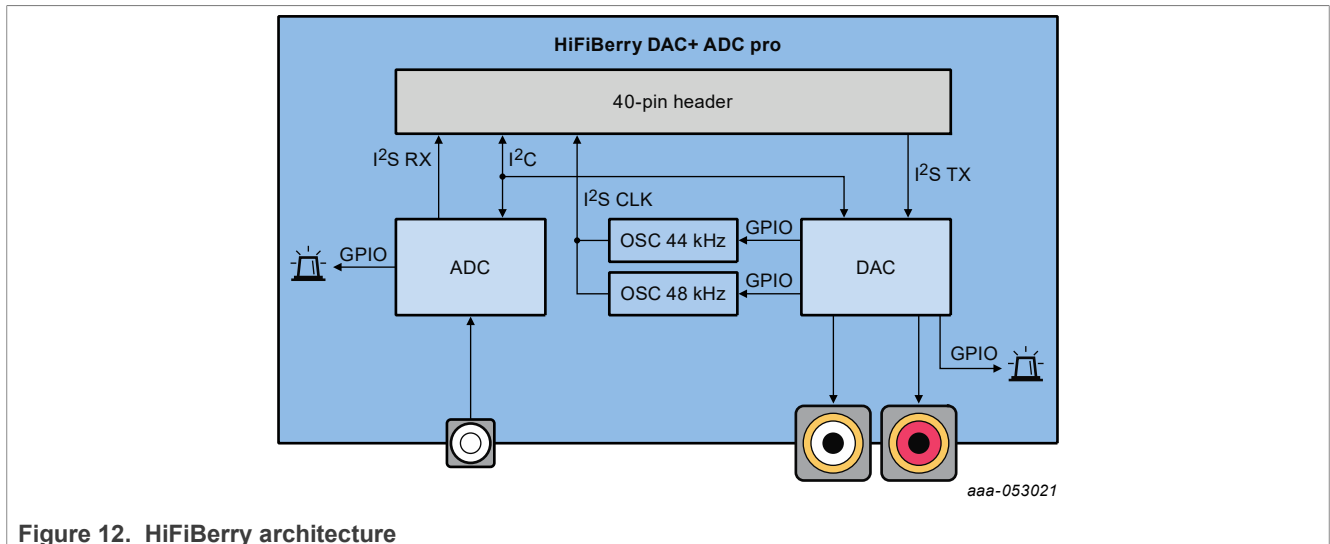 HiFiBerry DAC+ ADC pro
40-pin header
I²S RX
I²C
I²S TX
I²S CLK
GPIO
ADC
OSC 44 kHz
GPIO
DAC
OSC 48 kHz
GPIO
GPIO
aaa-053021
Figure 12. HiFiBerry architecture